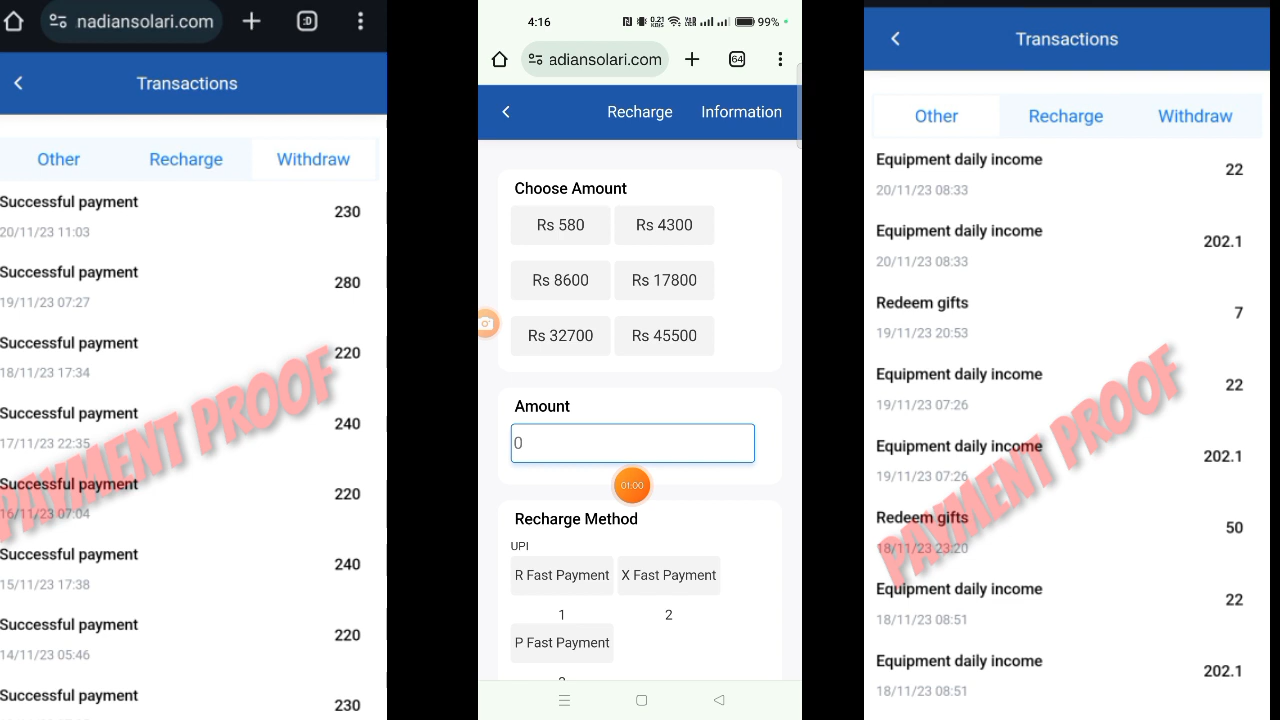 nadiansolari.com
:D
Transactions
Other Recharge Withdraw
Successful payment
230
20/11/23 11:03
Successful payment
280
19/11/23 07:27
Successful payment
220
18/11/23 17:34
Successful payment
240
17/11/23 22:35
Successful payment
220
16/11/23 07:04
Successful payment
240
15/11/23 17:38
Successful payment
220
14/11/23 05:46
Successful payment
230
PAYMENT PROOF
4:16
0.21
KB/S
99%
adiansolari.com
64
Recharge Information
Choose Amount
Rs 580 Rs 4300
Rs 8600 Rs 17800
Rs 32700 Rs 45500
Amount
0
01:00
Recharge Method
UPI
R Fast Payment X Fast Payment
1 2
P Fast Payment
Transactions
Other Recharge Withdraw
Equipment daily income
22
20/11/23 08:33
Equipment daily income
202.1
20/11/23 08:33
Redeem gifts
7
19/11/23 20:53
Equipment daily income
22
19/11/23 07:26
Equipment daily income
202.1
19/11/23 07:26
Redeem gifts
50
18/11/23 23:20
Equipment daily income
22
18/11/23 08:51
Equipment daily income
202.1
18/11/23 08:51
PAYMENT PROOF